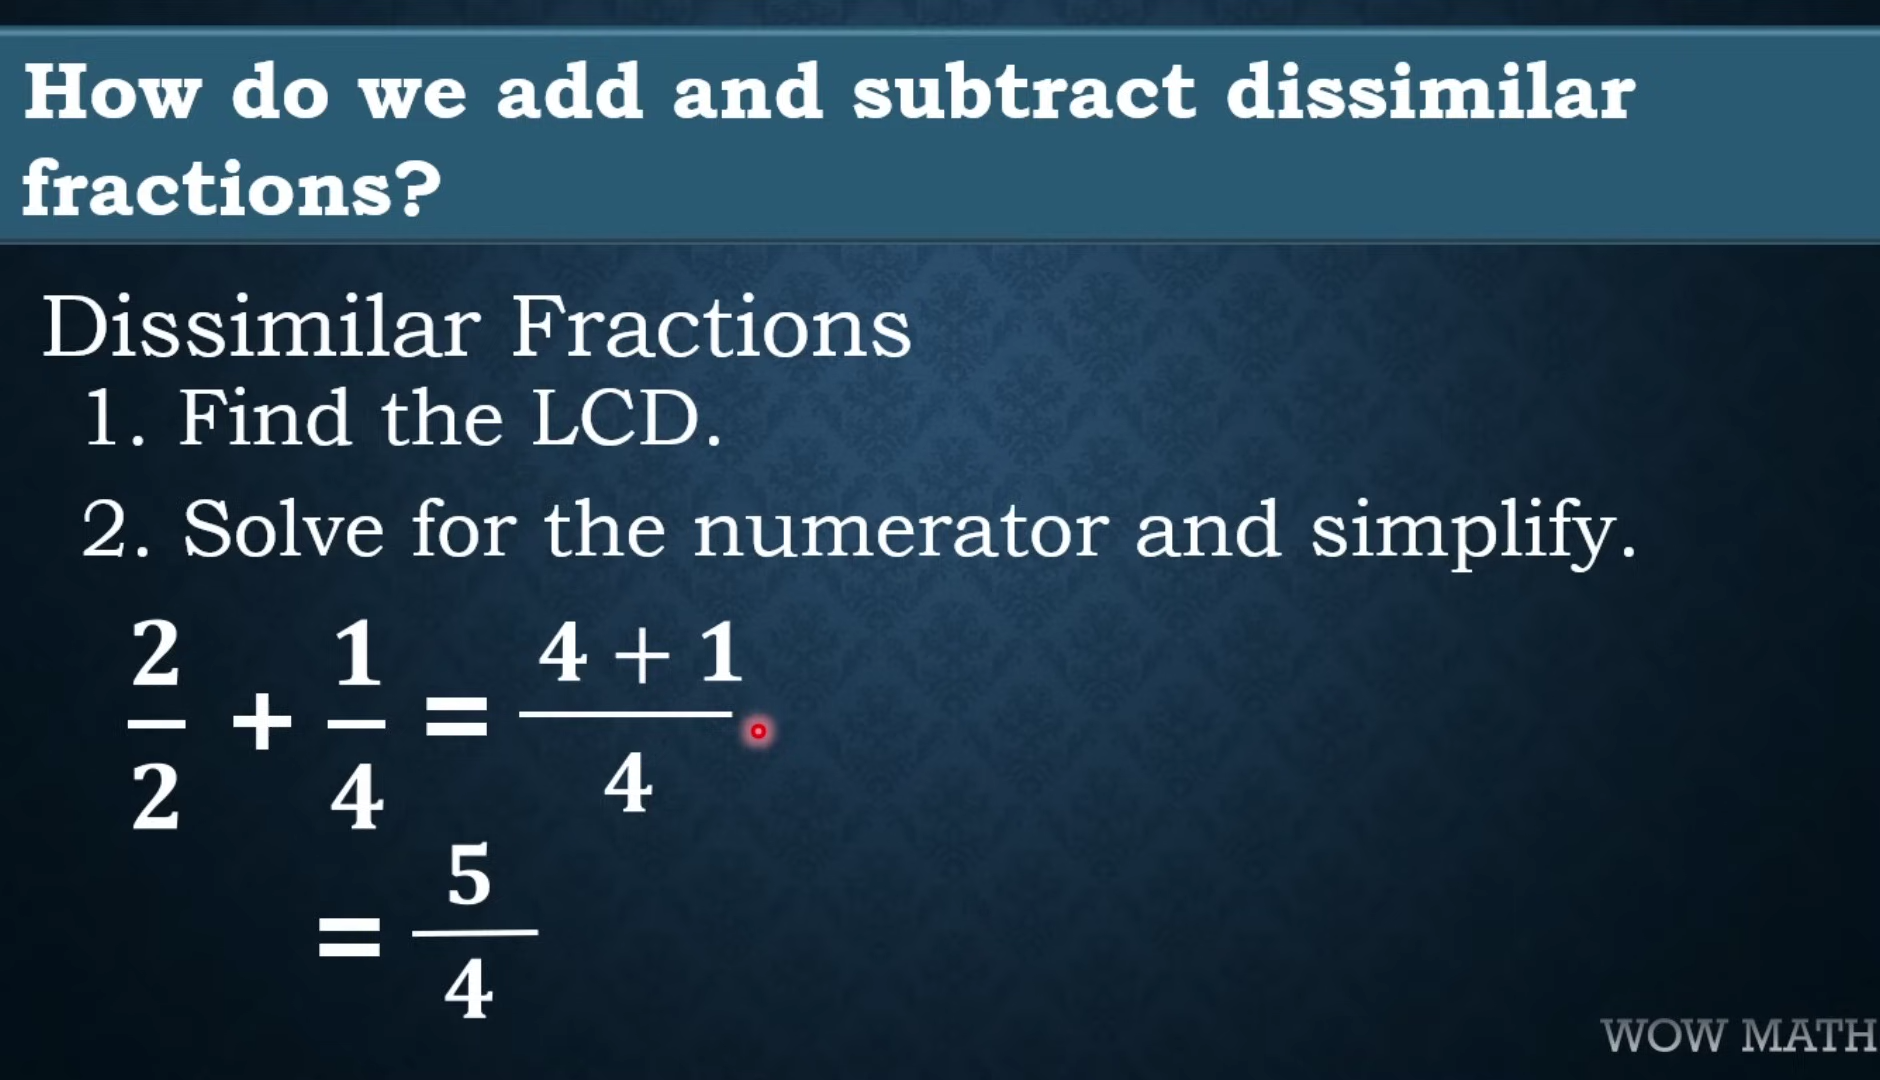 How do we add and subtract dissimilar
fractions?
Dissimilar Fractions
1. Find the LCD.
2. Solve for the numerator and simplify.
2/2 + 1/4 = 4 + 1/4
= 5/4
WOW MATH